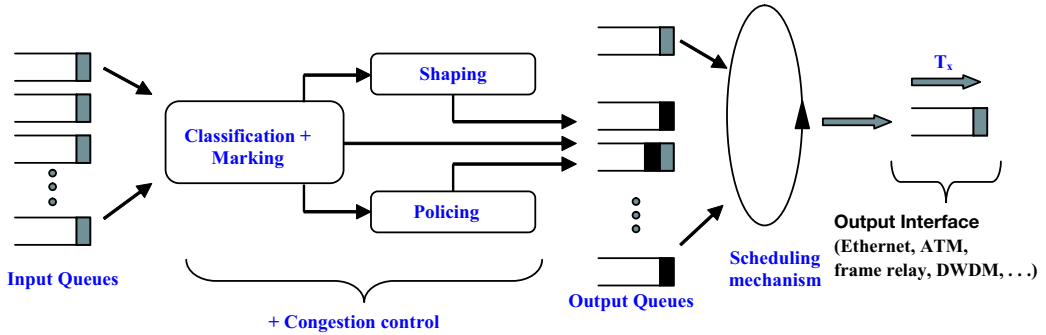 Input Queues
Classification +
Marking
Shaping
Policing
+ Congestion control
Output Queues
Scheduling
mechanism
Tₓ
Output Interface
(Ethernet, ATM,
frame relay, DWDM, . . .)